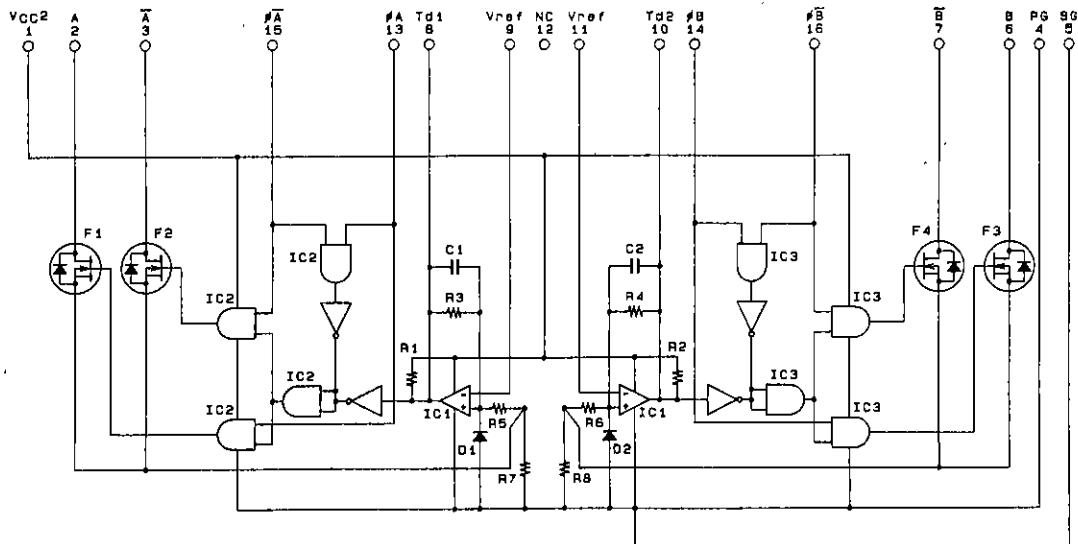 VCC2 A A̅ ø̅A̅ øA Td1 Vref NC Vref Td2 øB ø̅B̅ B̅ B PG SG
1 2 3 15 13 8 9 12 11 10 14 16 7 6 4 5
F1 F2 IC2 C1 C2 IC3 F4 F3
IC2 R3 R4 IC3
R1 R2
IC2 IC3
IC2 IC1 - + R5 - + R6 IC1 IC3
D1 R7 R8 D2